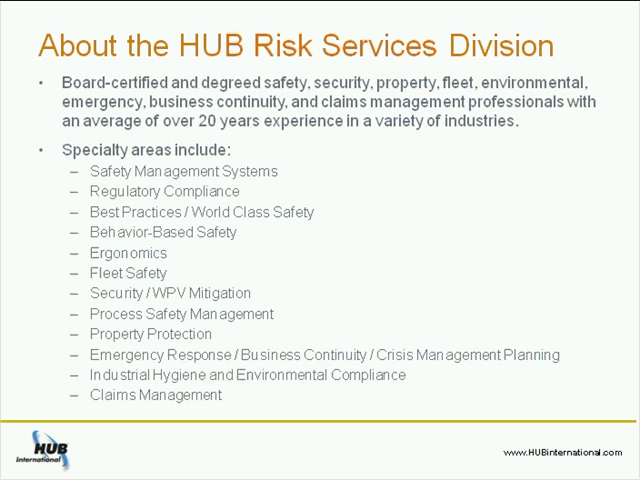 About the HUB Risk Services Division
• Board-certified and degreed safety, security, property, fleet, environmental,
emergency, business continuity, and claims management professionals with
an average of over 20 years experience in a variety of industries.
• Specialty areas include:
– Safety Management Systems
– Regulatory Compliance
– Best Practices / World Class Safety
– Behavior-Based Safety
– Ergonomics
– Fleet Safety
– Security / WPV Mitigation
– Process Safety Management
– Property Protection
– Emergency Response / Business Continuity / Crisis Management Planning
– Industrial Hygiene and Environmental Compliance
– Claims Management
HUB
International
www.HUBinternational.com